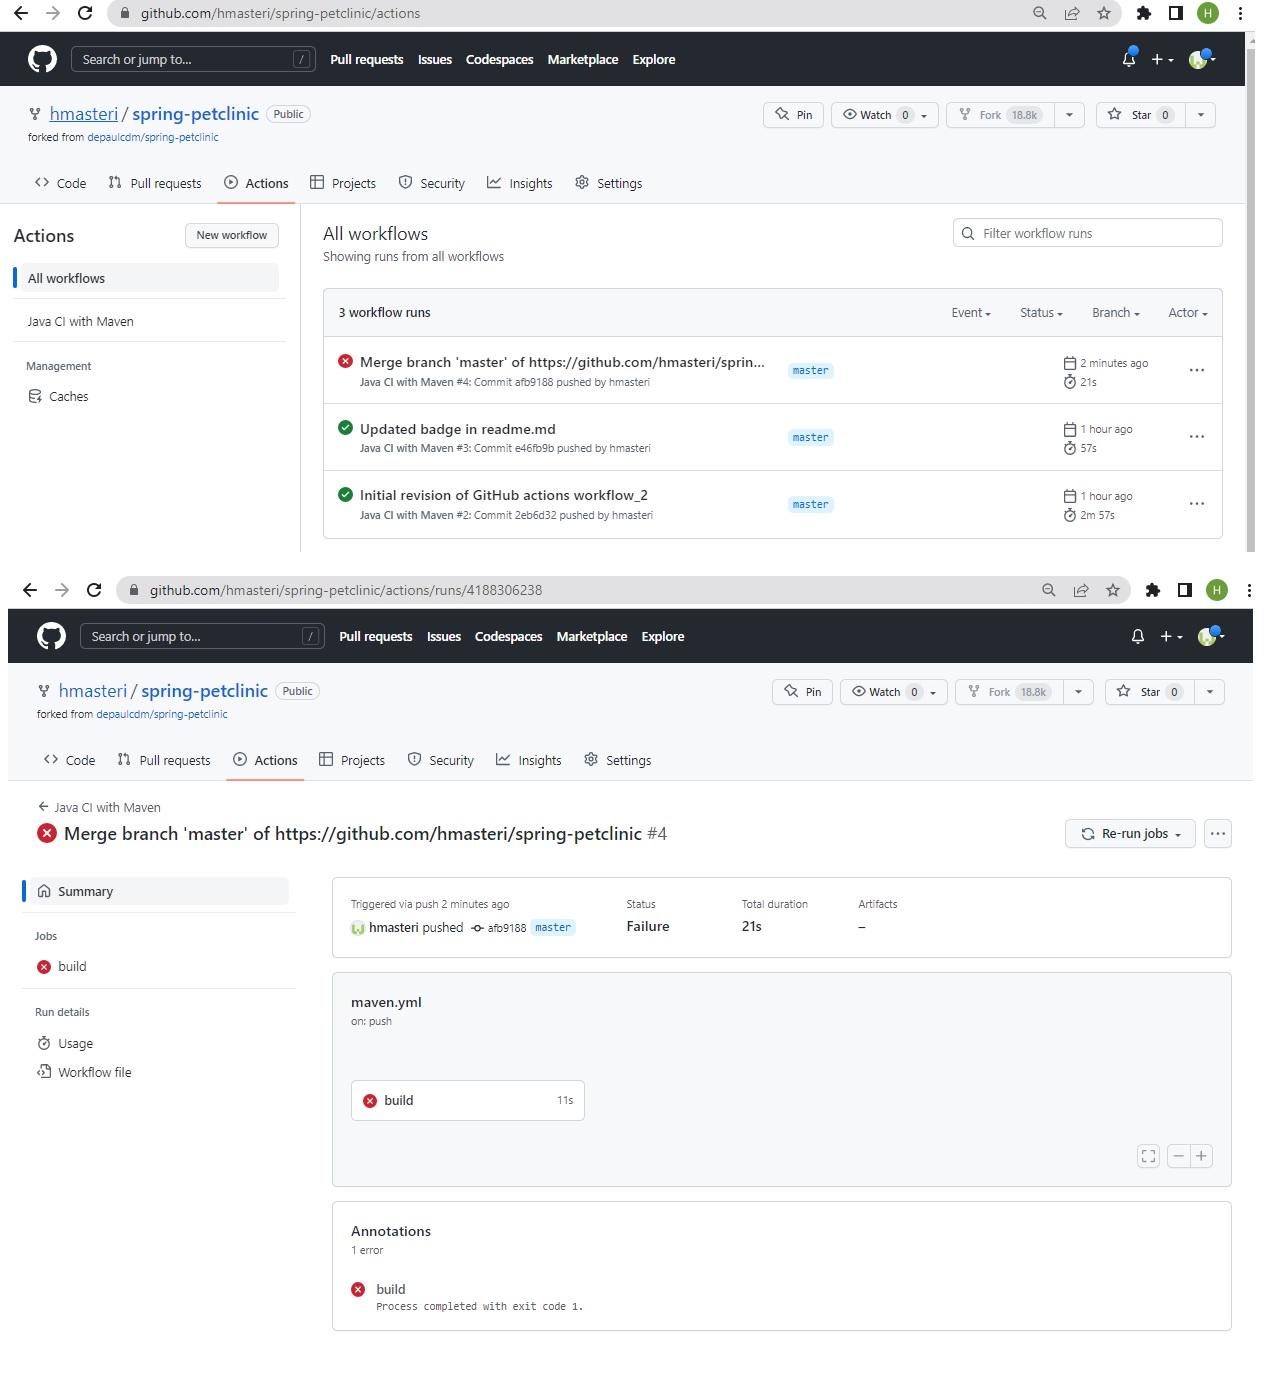 github.com/hmasteri/spring-petclinic/actions
H
Search or jump to... /
Pull requests Issues Codespaces Marketplace Explore
hmasteri / spring-petclinic Public
Pin Watch 0 Fork 18.8k Star 0
forked from depaulcdm/spring-petclinic
Code Pull requests Actions Projects Security Insights Settings
Actions
New workflow
All workflows
Java CI with Maven
Management
Caches
All workflows
Showing runs from all workflows
Filter workflow runs
3 workflow runs
Event Status Branch Actor
Merge branch 'master' of https://github.com/hmasteri/sprin...
Java CI with Maven #4: Commit afb9188 pushed by hmasteri
master
2 minutes ago
21s
Updated badge in readme.md
Java CI with Maven #3: Commit e46fb9b pushed by hmasteri
master
1 hour ago
57s
Initial revision of GitHub actions workflow_2
Java CI with Maven #2: Commit 2eb6d32 pushed by hmasteri
master
1 hour ago
2m 57s
github.com/hmasteri/spring-petclinic/actions/runs/4188306238
H
Search or jump to... /
Pull requests Issues Codespaces Marketplace Explore
hmasteri / spring-petclinic Public
Pin Watch 0 Fork 18.8k Star 0
forked from depaulcdm/spring-petclinic
Code Pull requests Actions Projects Security Insights Settings
Java CI with Maven
Merge branch 'master' of https://github.com/hmasteri/spring-petclinic #4
Re-run jobs
Summary
Jobs
build
Run details
Usage
Workflow file
Triggered via push 2 minutes ago
hmasteri pushed afb9188 master
Status
Failure
Total duration
21s
Artifacts
–
maven.yml
on: push
build 11s
Annotations
1 error
build
Process completed with exit code 1.